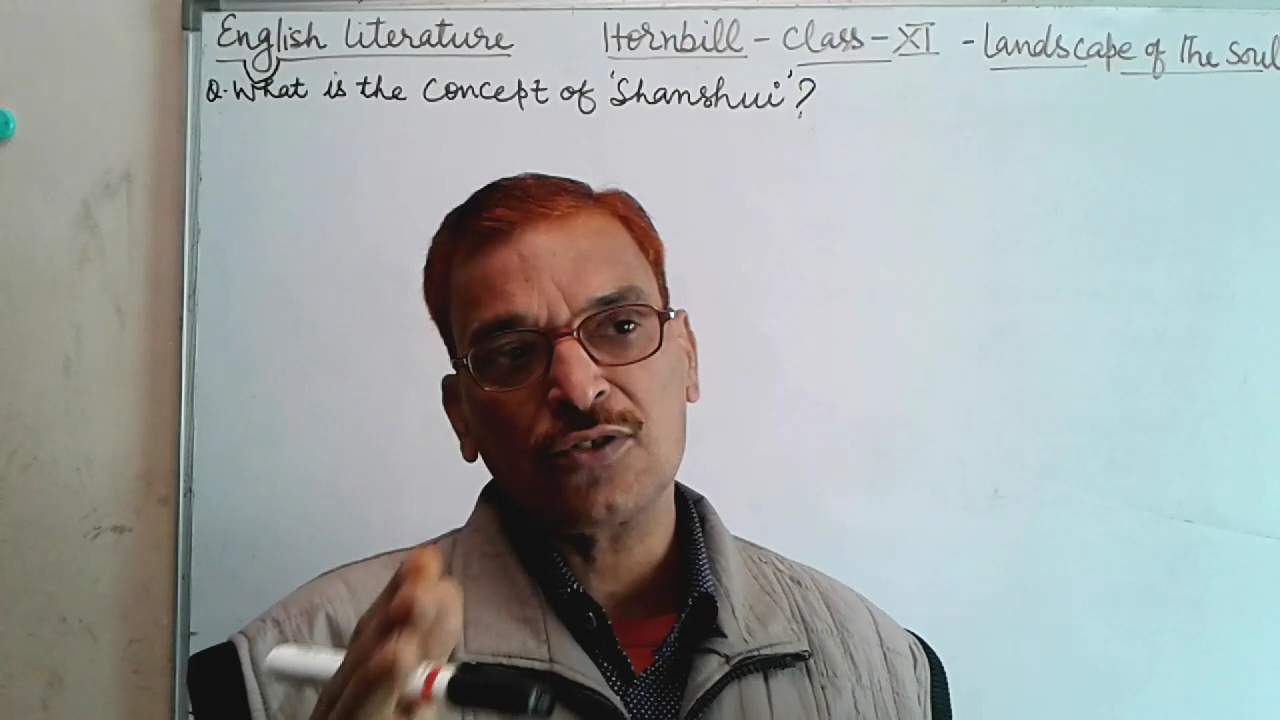 English Literature Hornbill - Class - XI - Landscape of The Soul
Q. What is the concept of 'Shanshui'?